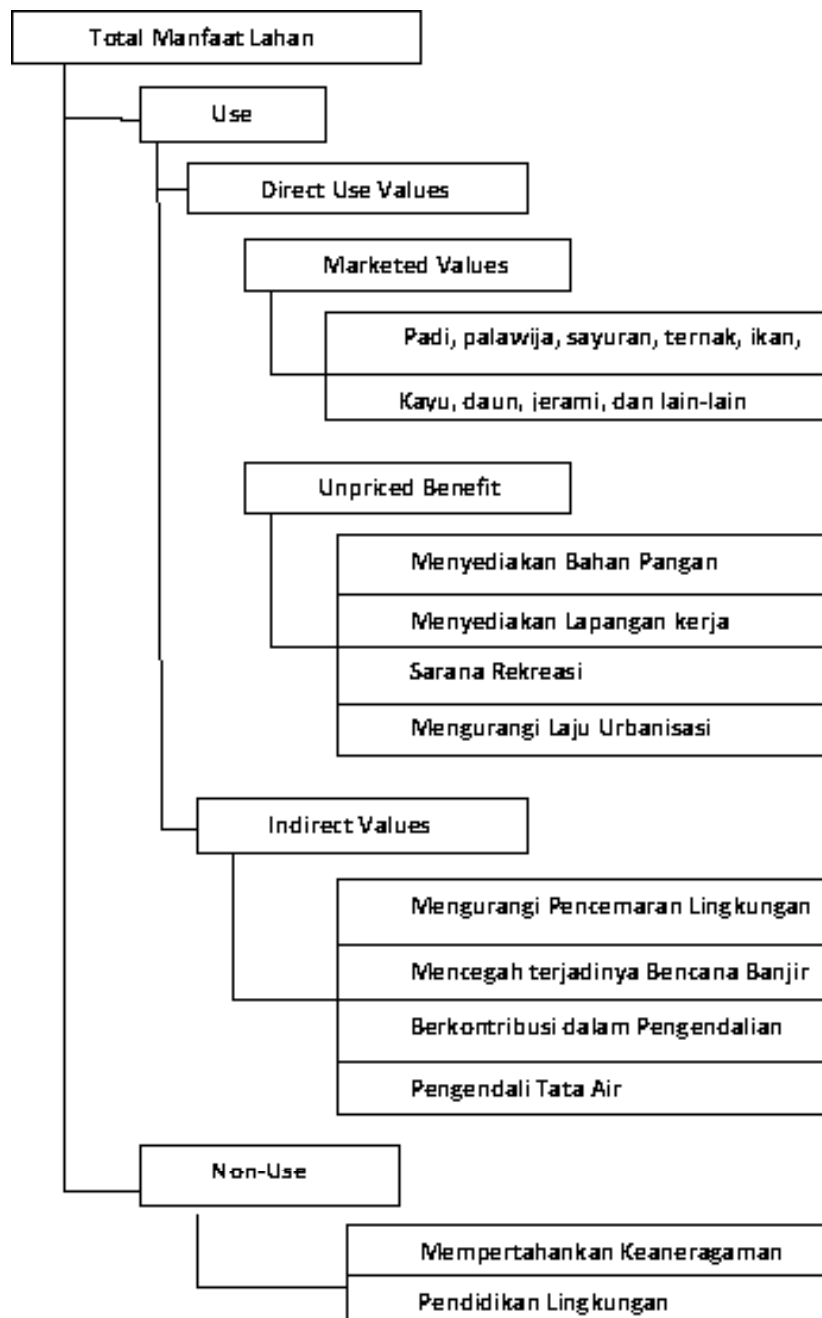 Total Manfaat Lahan
Use
Direct Use Values
Marketed Values
Padi, palawija, sayuran, ternak, ikan,
Kayu, daun, jerami, dan lain-lain
Unpriced Benefit
Menyediakan Bahan Pangan
Menyediakan Lapangan kerja
Sarana Rekreasi
Mengurangi Laju Urbanisasi
Indirect Values
Mengurangi Pencemaran Lingkungan
Mencegah terjadinya Bencana Banjir
Berkontribusi dalam Pengendalian
Pengendali Tata Air
Non-Use
Mempertahankan Keaneragaman
Pendidikan Lingkungan